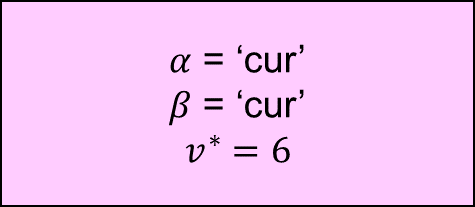 α = ‘cur’
β = ‘cur’
v* = 6